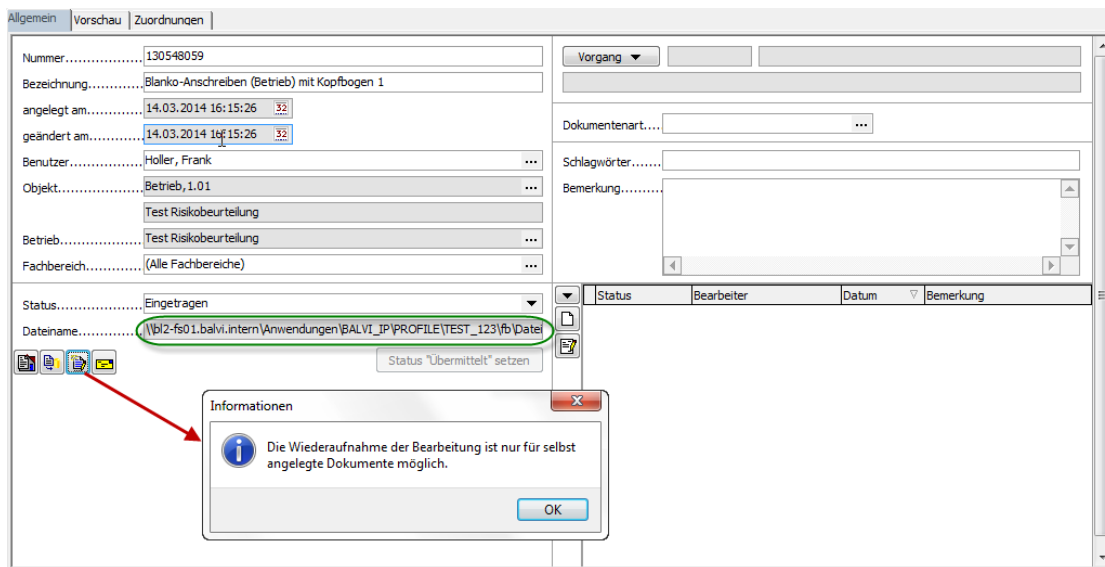 Allgemein Vorschau Zuordnungen
Nummer.................. 130548059
Bezeichnung............. Blanko-Anschreiben (Betrieb) mit Kopfbogen 1
angelegt am............. 14.03.2014 16:15:26 32
geändert am............. 14.03.2014 16:15:26 32
Benutzer................. Holler, Frank ...
Objekt................... Betrieb,1.01 ...
Test Risikobeurteilung
Betrieb.................. Test Risikobeurteilung ...
Fachbereich............. (Alle Fachbereiche) ...
Status................... Eingetragen
Dateiname............... \\bl2-fs01.balvi.intern\Anwendungen\BALVI_IP\PROFILE\TEST_123\fb\Datei
Status "Übermittelt" setzen
Vorgang
Dokumentenart.... ...
Schlagwörter.......
Bemerkung..........
Status Bearbeiter Datum Bemerkung
Informationen
Die Wiederaufnahme der Bearbeitung ist nur für selbst
angelegte Dokumente möglich.
OK